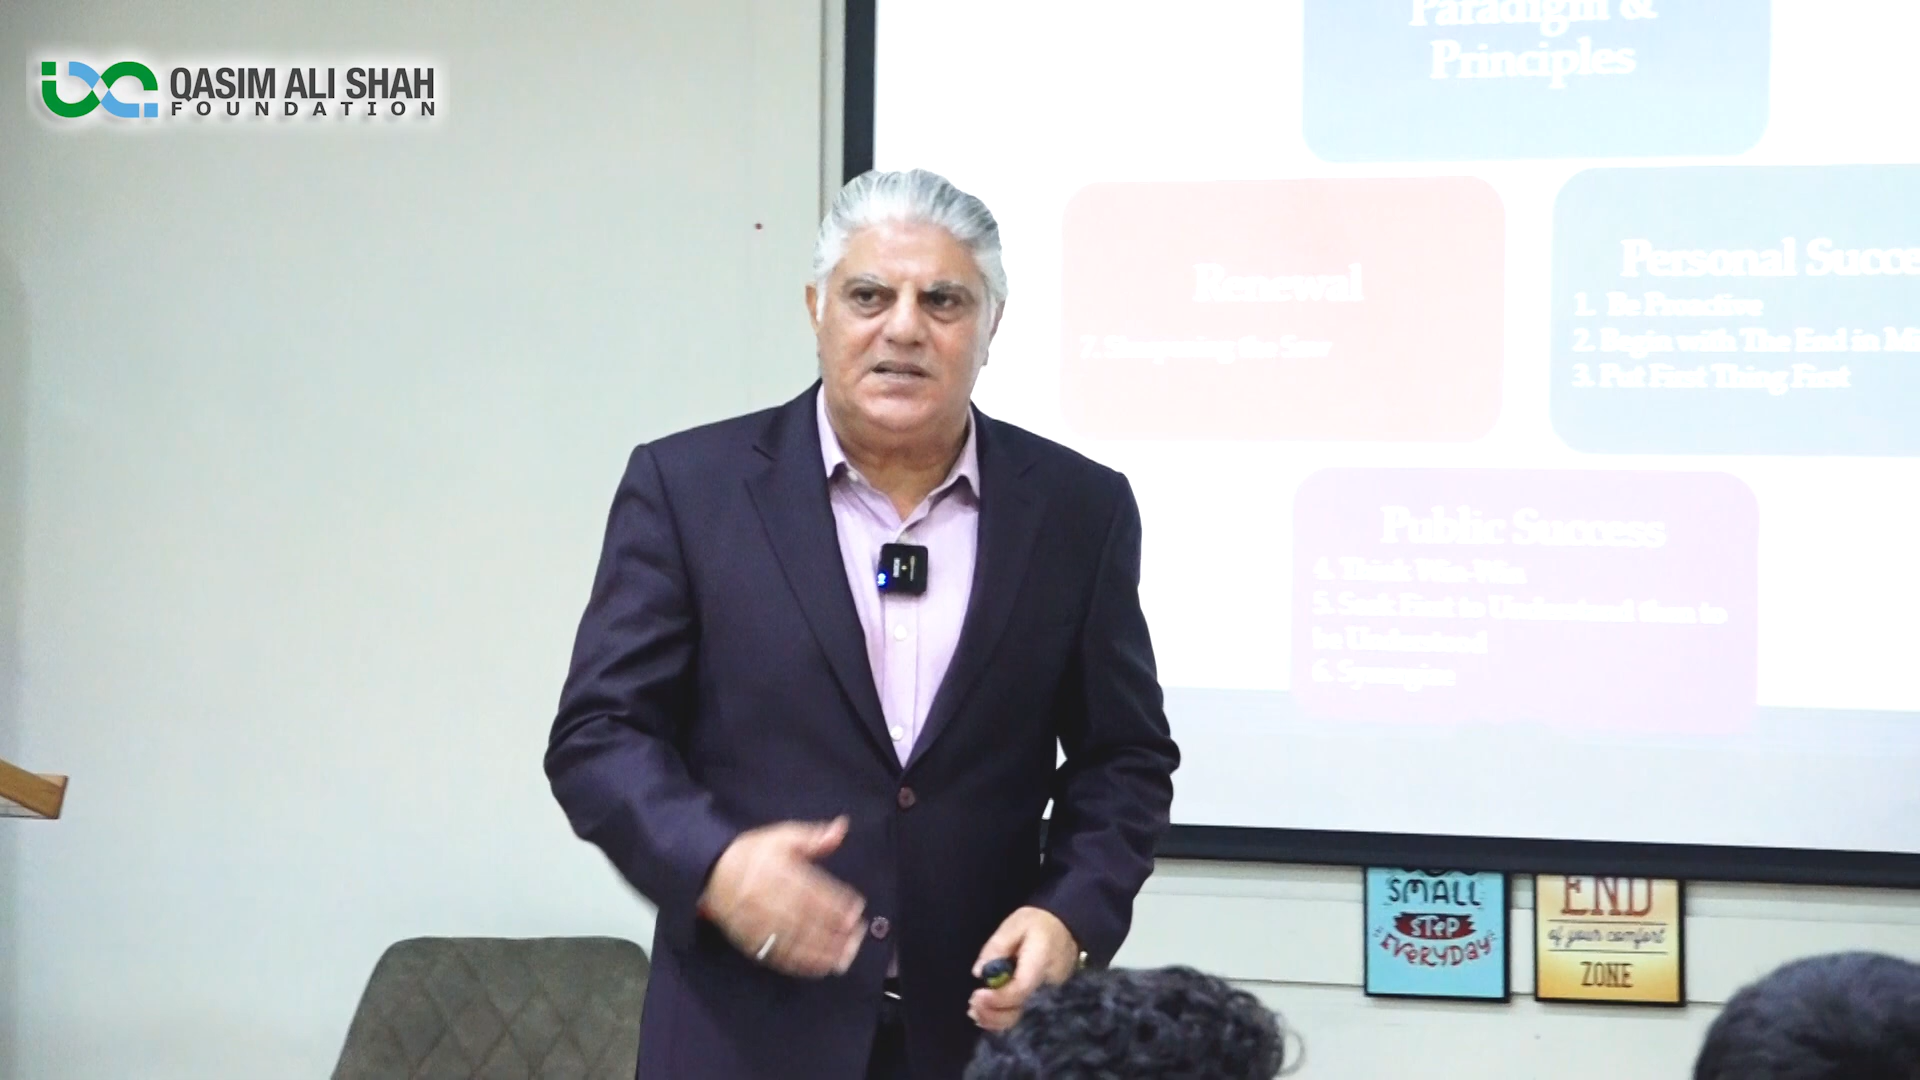 QASIM ALI SHAH
FOUNDATION
Paradigm &
Principles
Renewal
7. Sharpening the Saw
Personal Succe
1. Be Proactive
2. Begin with The End in Mi
3. Put First Thing First
Public Success
4. Think Win-Win
5. Seek First to Understand then to
be Understood
6. Synergize
SMALL
STEP
EVERYDAY
END
of your comfort
ZONE